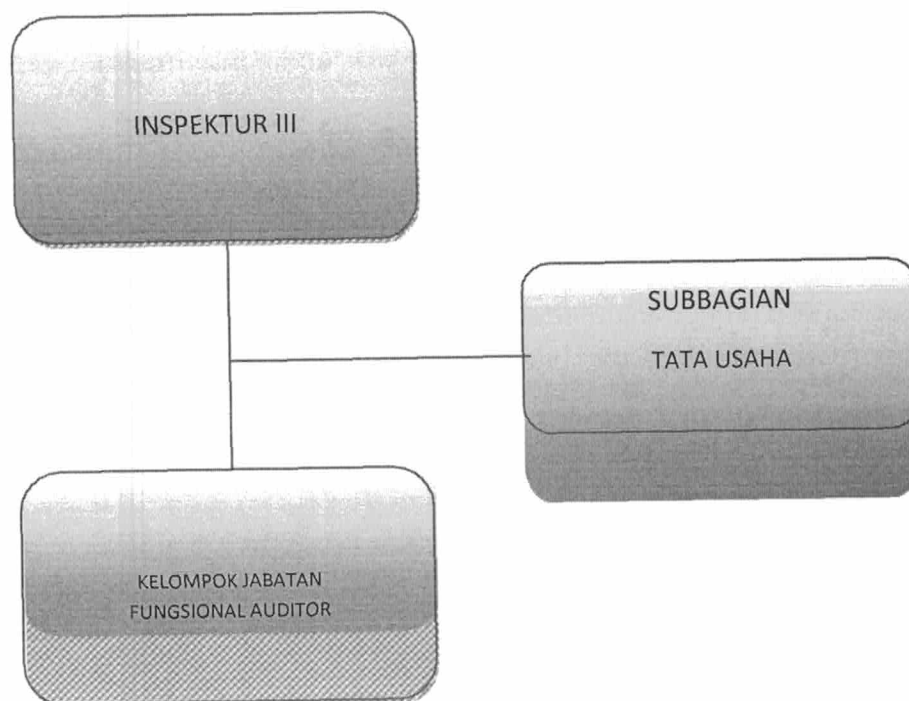 INSPEKTUR III
SUBBAGIAN
TATA USAHA
KELOMPOK JABATAN
FUNGSIONAL AUDITOR